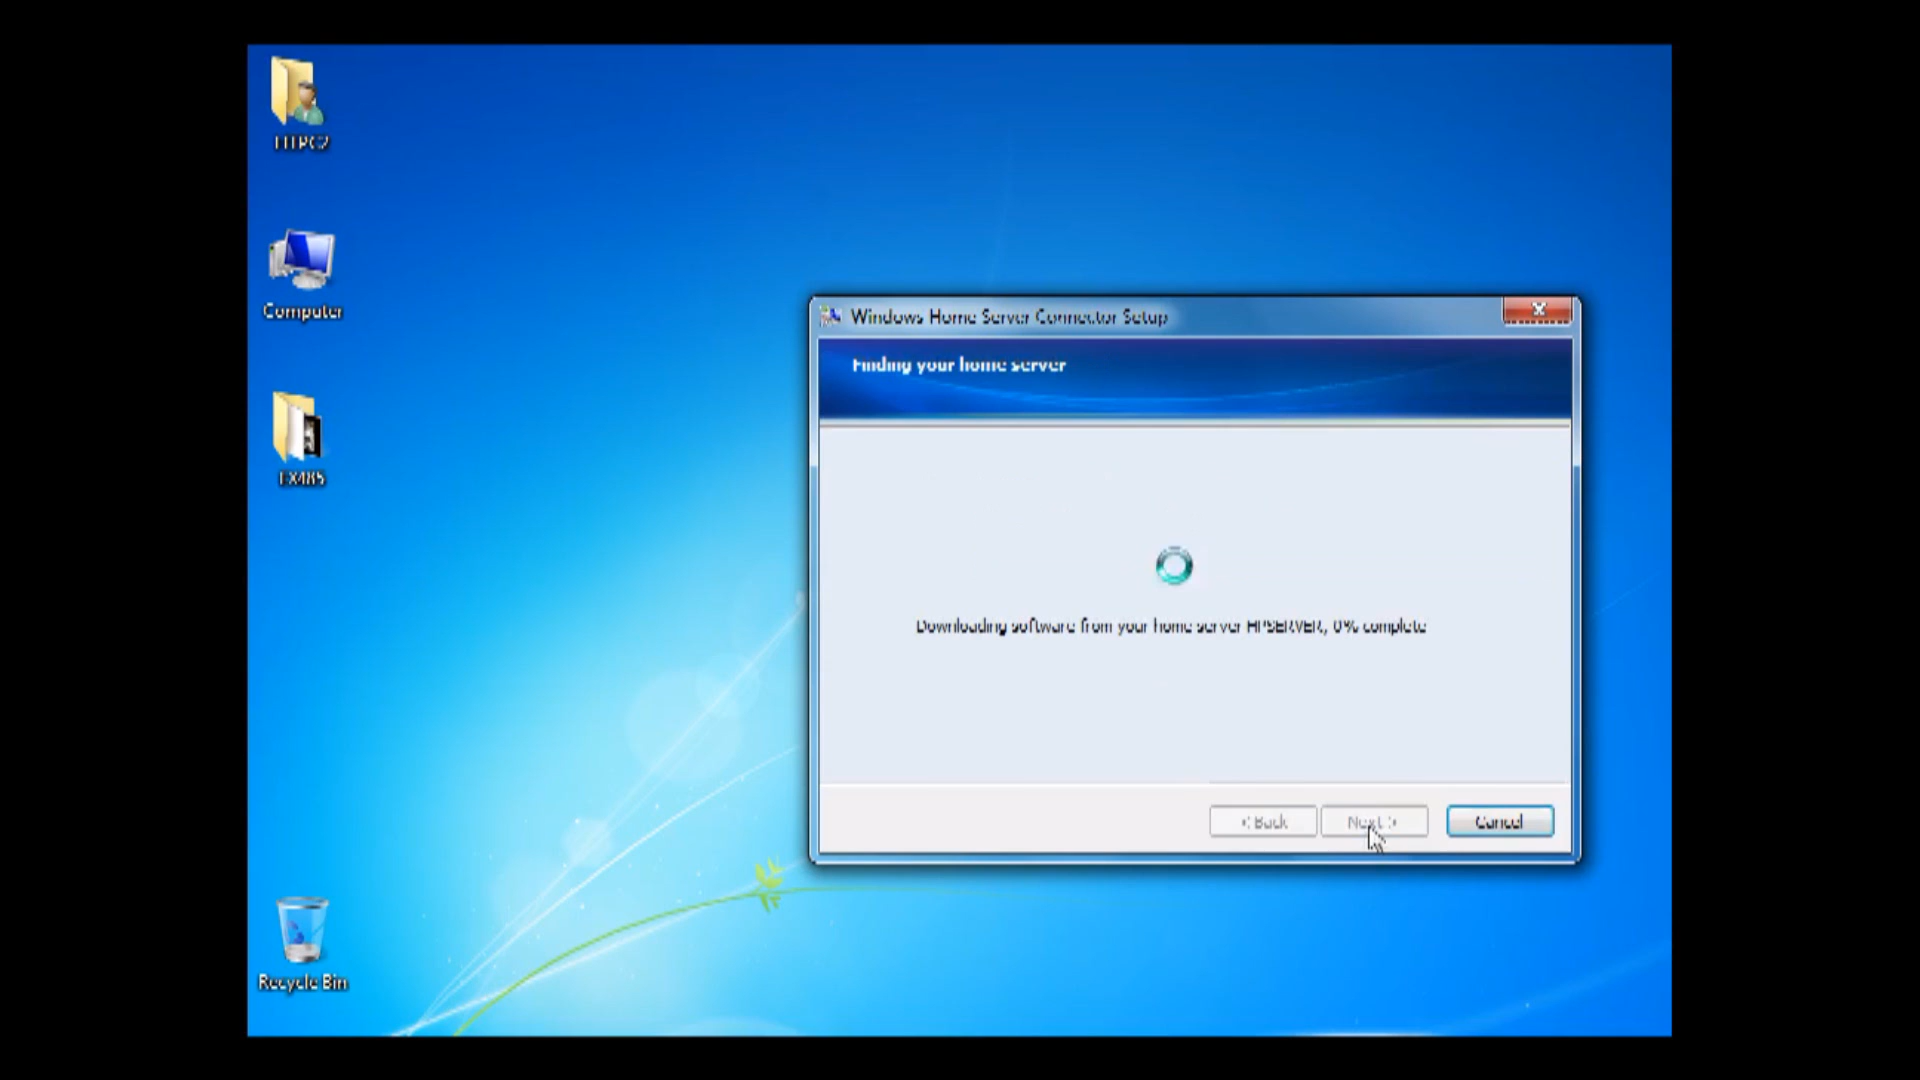 HTPC2
Computer
EX485
Recycle Bin
Windows Home Server Connector Setup
Finding your home server
Downloading software from your home server HPSERVER, 0% complete
< Back
Next >
Cancel